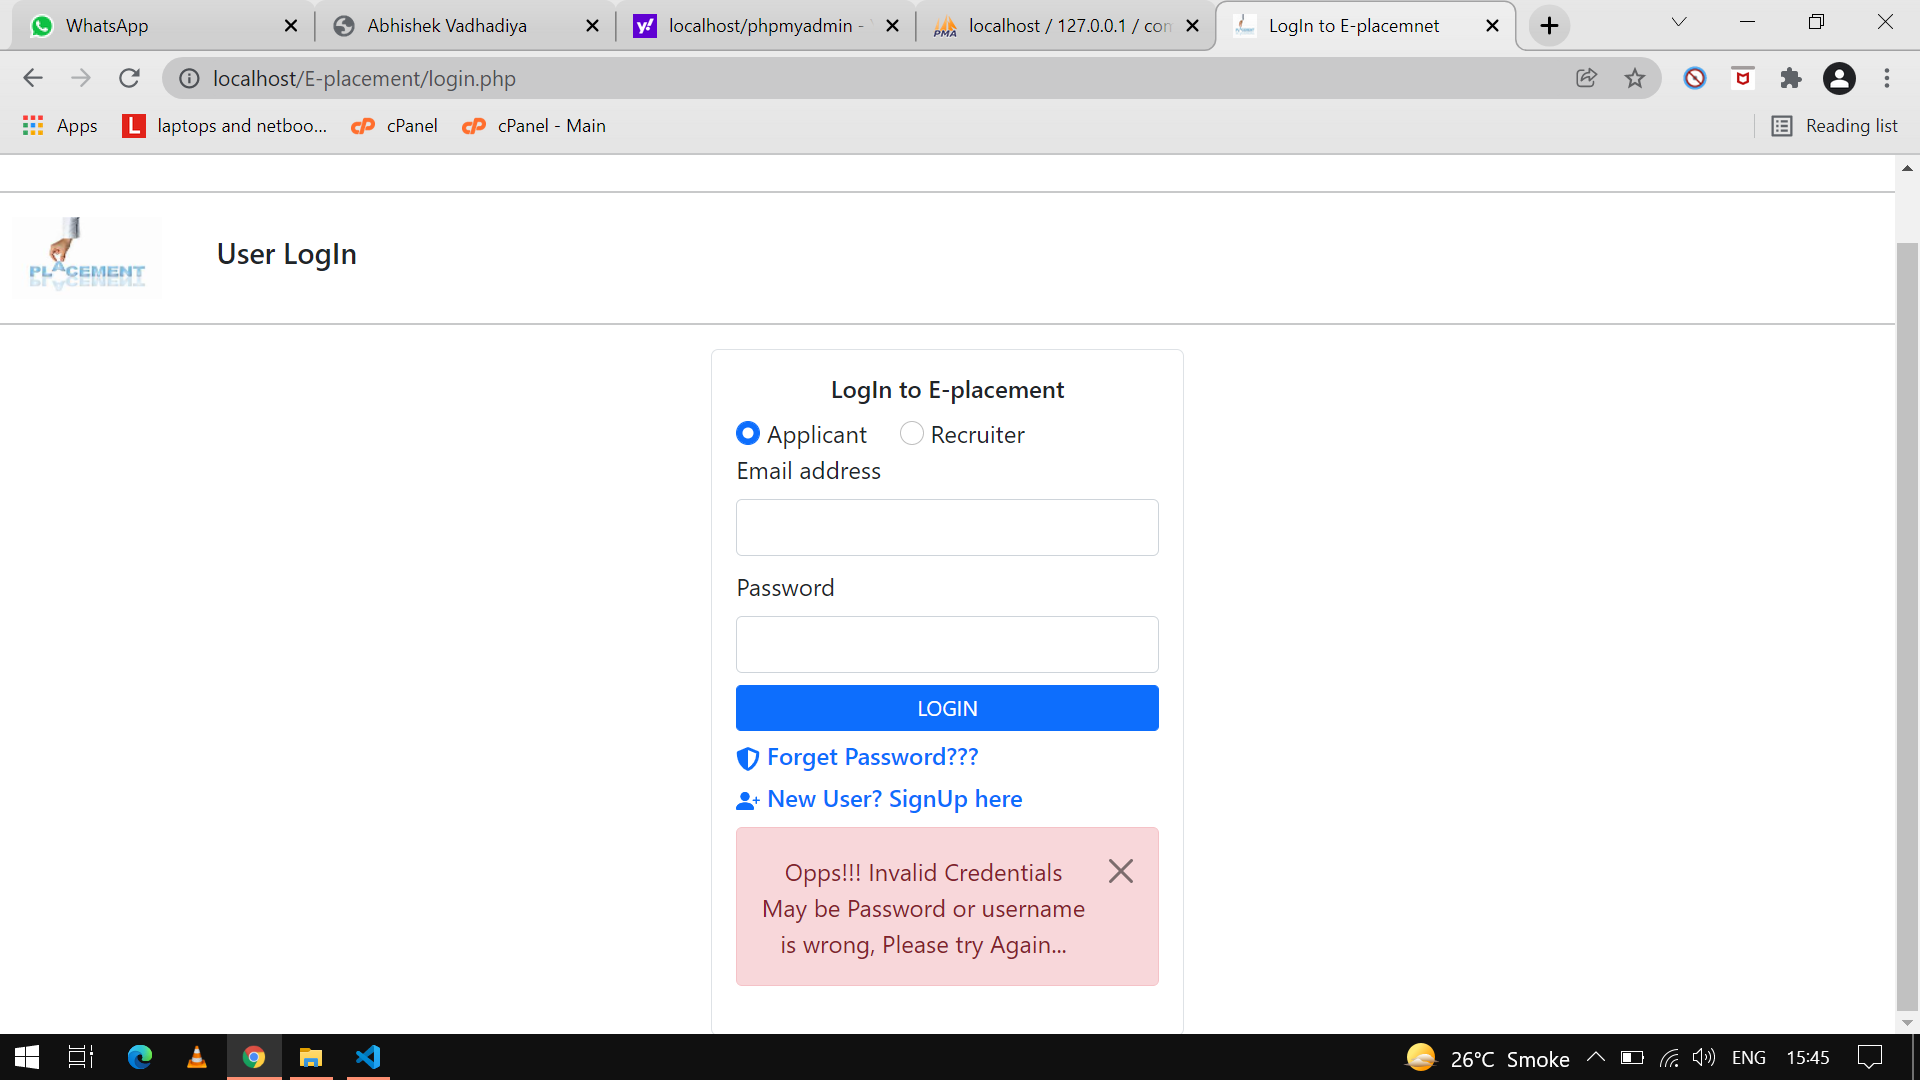 WhatsApp
Abhishek Vadhadiya
localhost/phpmyadmin -
PMA
localhost / 127.0.0.1 / con
LogIn to E-placemnet
localhost/E-placement/login.php
Apps
L laptops and netboo...
cP cPanel
cP cPanel - Main
Reading list
PLACEMENT
User LogIn
LogIn to E-placement
Applicant Recruiter
Email address
Password
LOGIN
Forget Password???
New User? SignUp here
Opps!!! Invalid Credentials
May be Password or username
is wrong, Please try Again...
26°C Smoke ENG 15:45